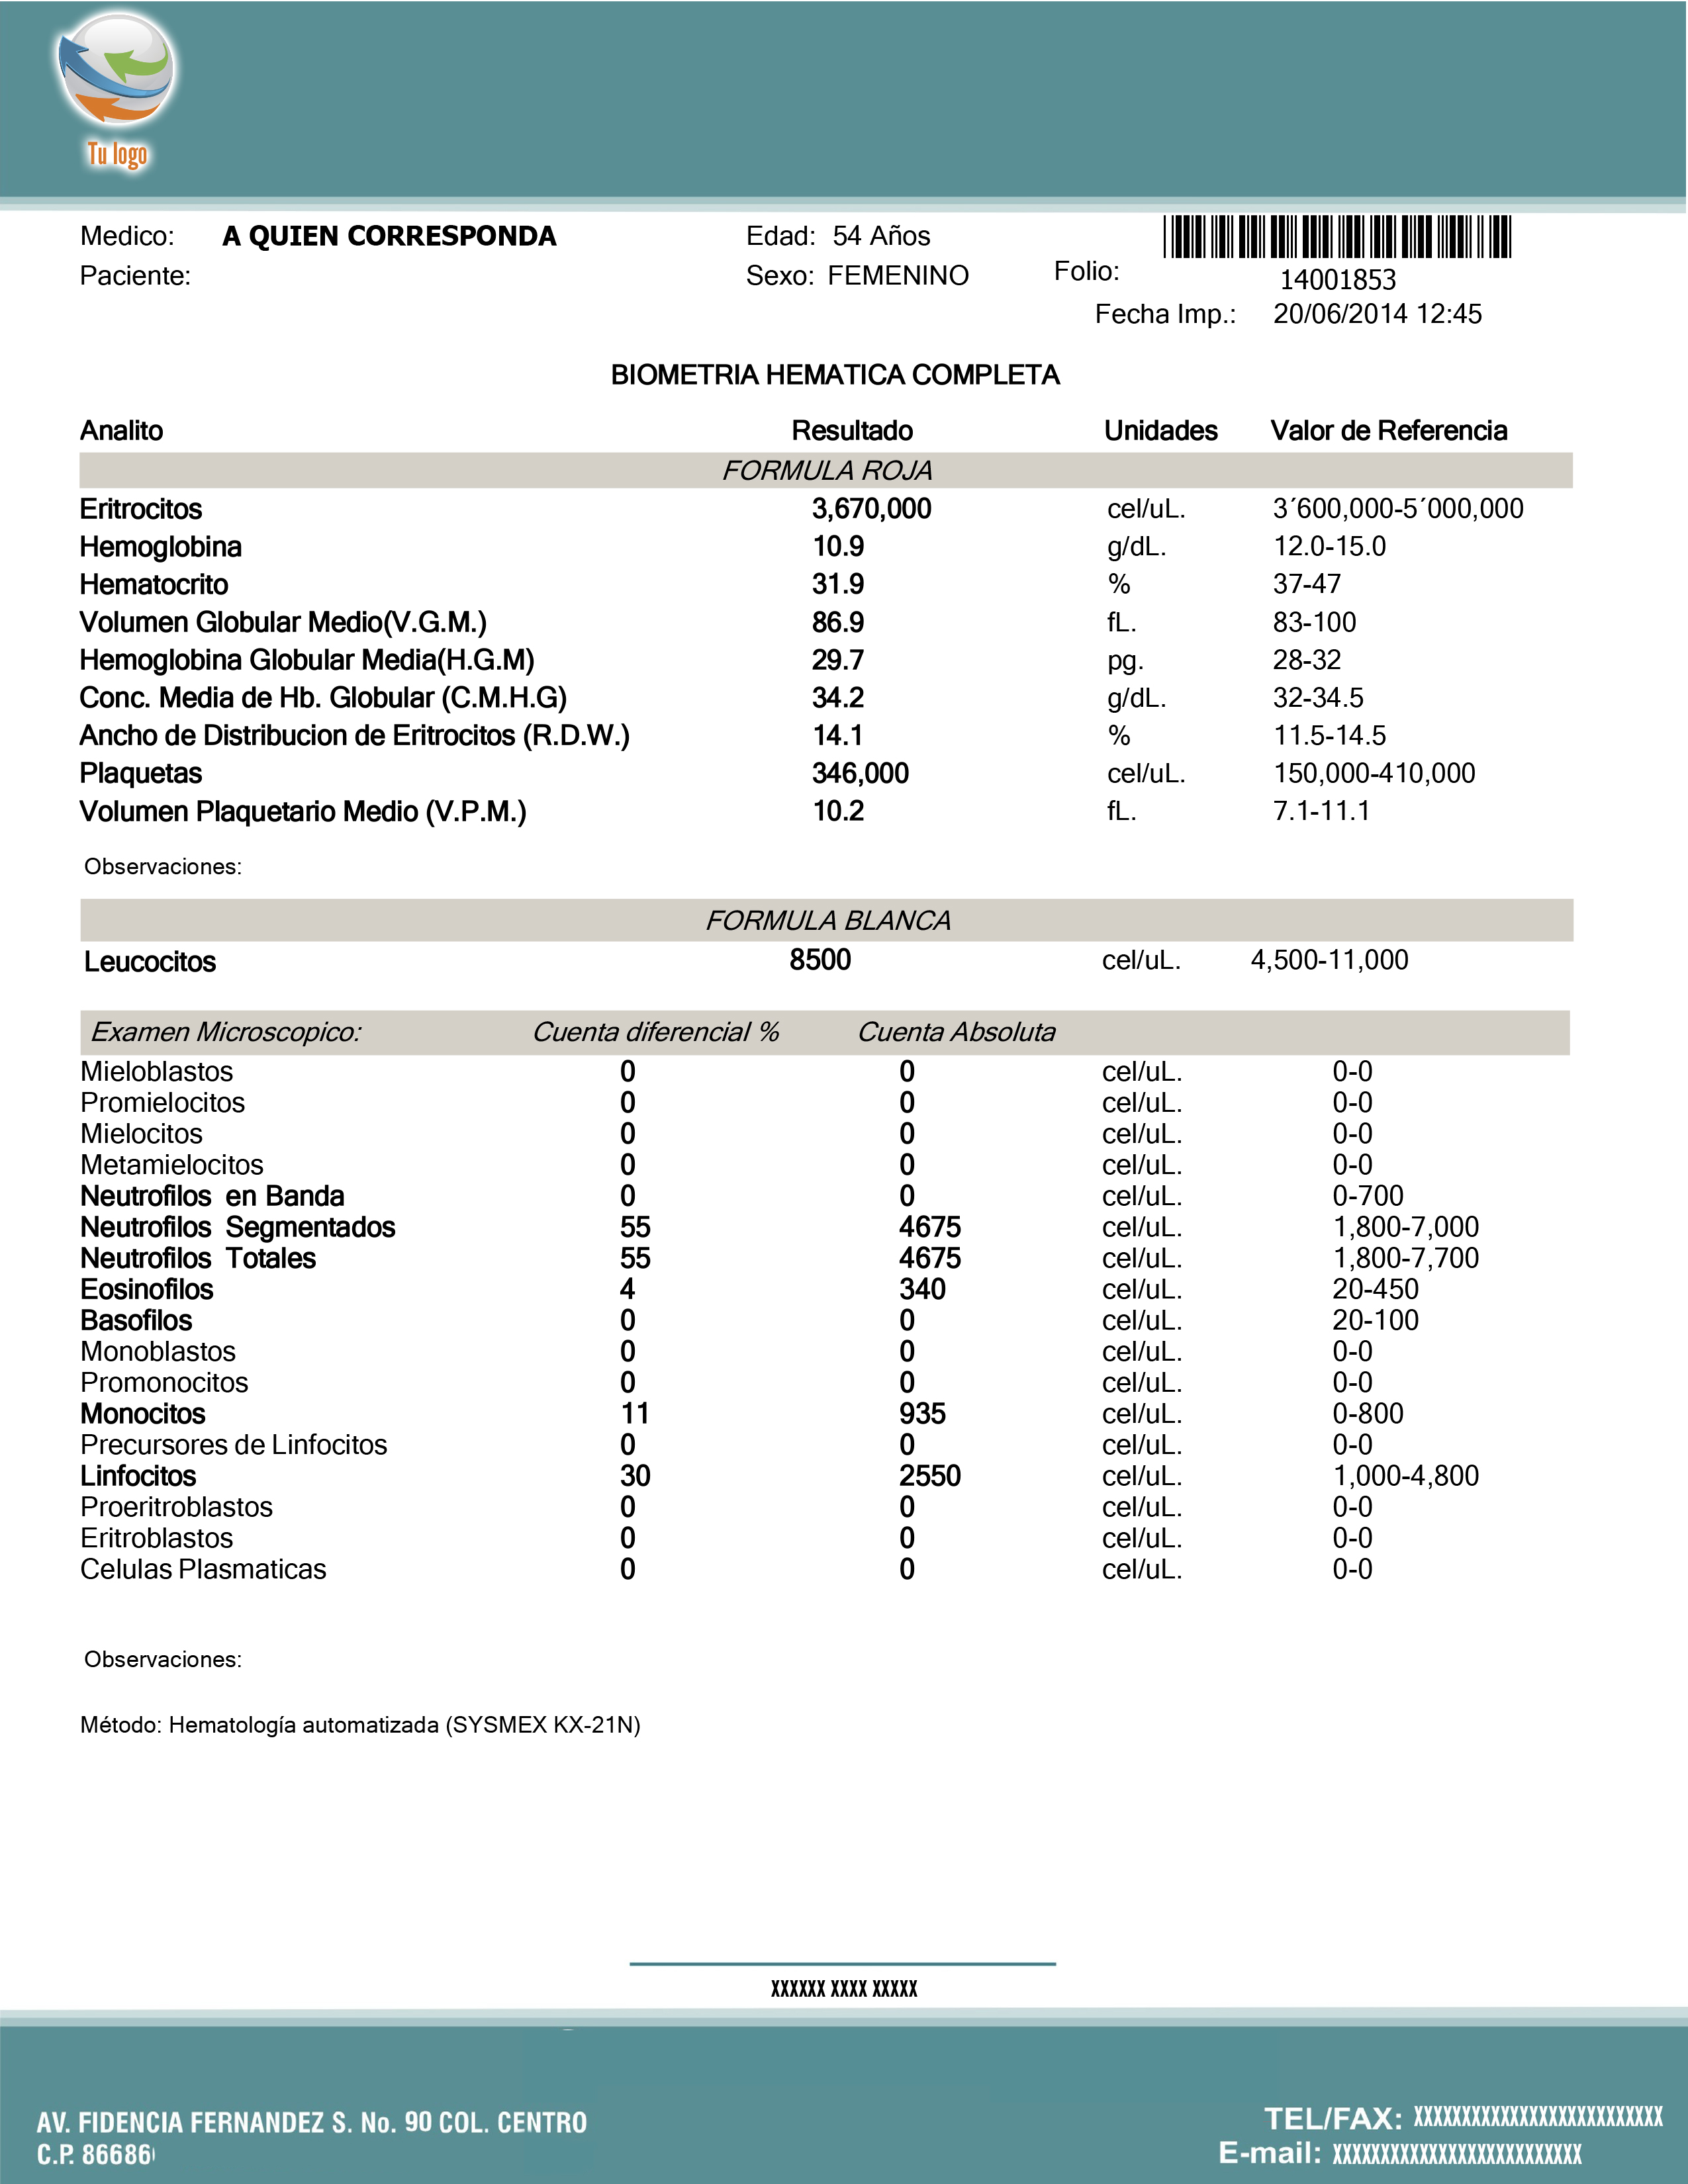 Tu logo
Medico: A QUIEN CORRESPONDA Edad: 54 Años
Paciente: Sexo: FEMENINO Folio: 14001853
Fecha Imp.: 20/06/2014 12:45
BIOMETRIA HEMATICA COMPLETA
Analito Resultado Unidades Valor de Referencia
FORMULA ROJA
Eritrocitos 3,670,000 cel/uL. 3´600,000-5´000,000
Hemoglobina 10.9 g/dL. 12.0-15.0
Hematocrito 31.9 % 37-47
Volumen Globular Medio(V.G.M.) 86.9 fL. 83-100
Hemoglobina Globular Media(H.G.M) 29.7 pg. 28-32
Conc. Media de Hb. Globular (C.M.H.G) 34.2 g/dL. 32-34.5
Ancho de Distribucion de Eritrocitos (R.D.W.) 14.1 % 11.5-14.5
Plaquetas 346,000 cel/uL. 150,000-410,000
Volumen Plaquetario Medio (V.P.M.) 10.2 fL. 7.1-11.1
Observaciones:
FORMULA BLANCA
Leucocitos 8500 cel/uL. 4,500-11,000
Examen Microscopico: Cuenta diferencial % Cuenta Absoluta
Mieloblastos 0 0 cel/uL. 0-0
Promielocitos 0 0 cel/uL. 0-0
Mielocitos 0 0 cel/uL. 0-0
Metamielocitos 0 0 cel/uL. 0-0
Neutrofilos en Banda 0 0 cel/uL. 0-700
Neutrofilos Segmentados 55 4675 cel/uL. 1,800-7,000
Neutrofilos Totales 55 4675 cel/uL. 1,800-7,700
Eosinofilos 4 340 cel/uL. 20-450
Basofilos 0 0 cel/uL. 20-100
Monoblastos 0 0 cel/uL. 0-0
Promonocitos 0 0 cel/uL. 0-0
Monocitos 11 935 cel/uL. 0-800
Precursores de Linfocitos 0 0 cel/uL. 0-0
Linfocitos 30 2550 cel/uL. 1,000-4,800
Proeritroblastos 0 0 cel/uL. 0-0
Eritroblastos 0 0 cel/uL. 0-0
Celulas Plasmaticas 0 0 cel/uL. 0-0
Observaciones:
Método: Hematología automatizada (SYSMEX KX-21N)
XXXXXX XXXX XXXXX
AV. FIDENCIA FERNANDEZ S. No. 90 COL. CENTRO
C.P. 86686
TEL/FAX: XXXXXXXXXXXXXXXXXXXXXXXXXX
E-mail: XXXXXXXXXXXXXXXXXXXXXXXXXX